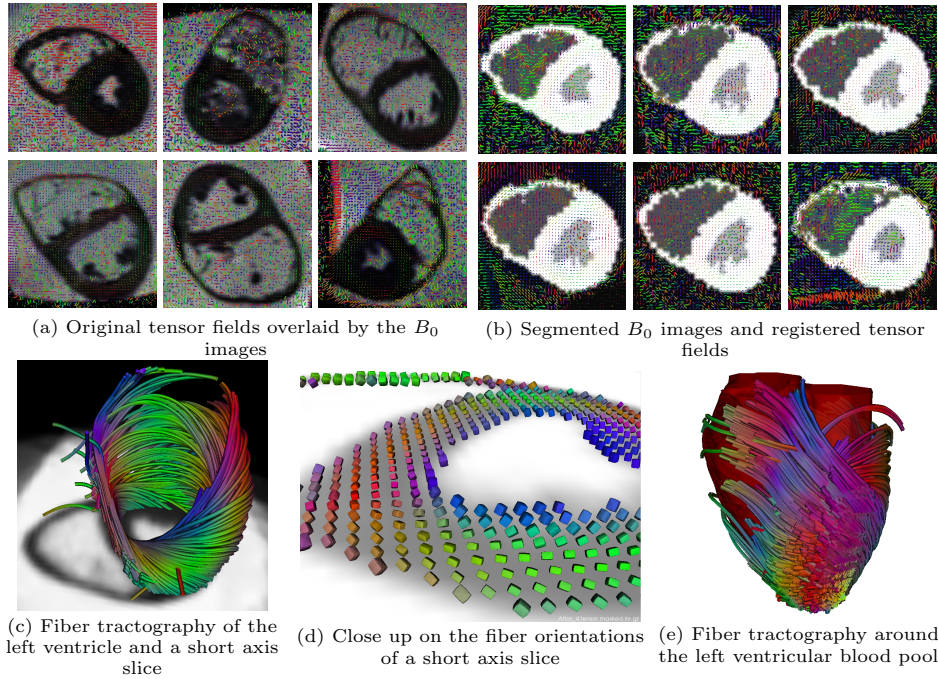 (a) Original tensor fields overlaid by the B₀
images
(b) Segmented B₀ images and registered tensor
fields
(c) Fiber tractography of the
left ventricle and a short axis
slice
(d) Close up on the fiber orientations
of a short axis slice
(e) Fiber tractography around
the left ventricular blood pool